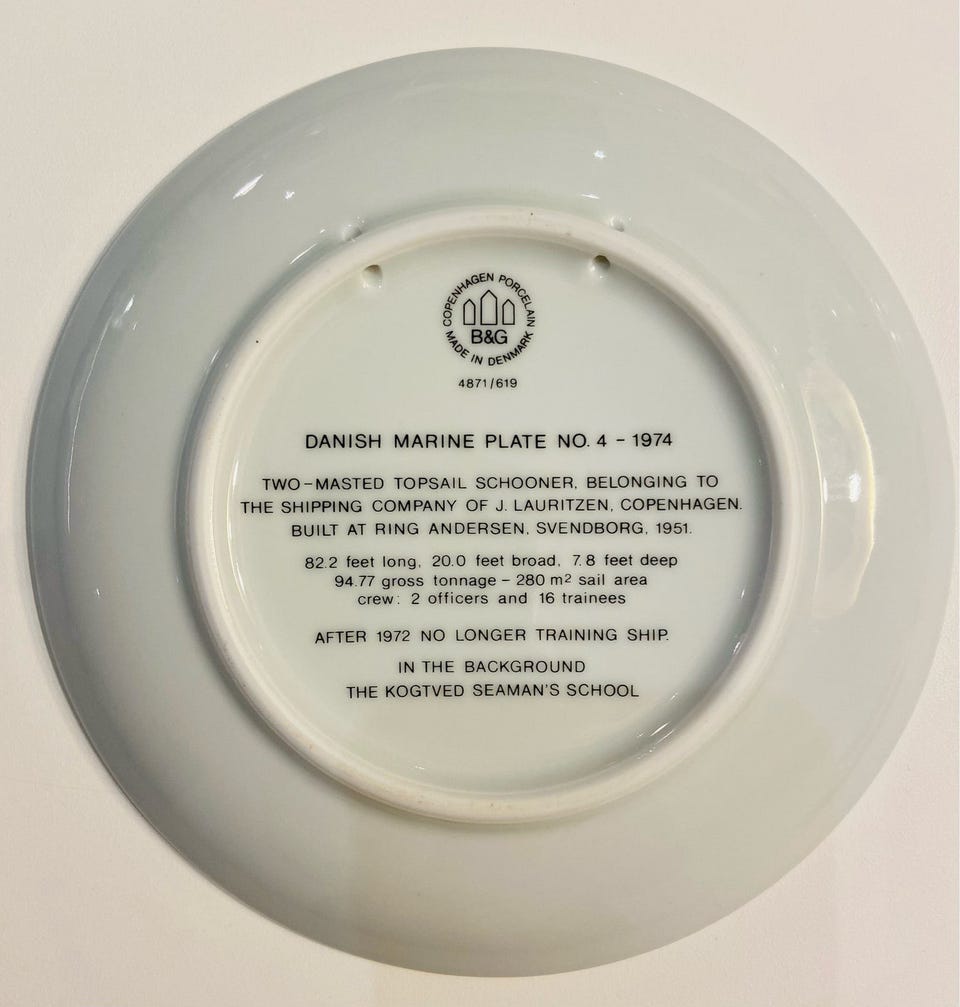 COPENHAGEN PORCELAIN
B&G
MADE IN DENMARK
4871/619
DANISH MARINE PLATE NO. 4 - 1974
TWO-MASTED TOPSAIL SCHOONER, BELONGING TO
THE SHIPPING COMPANY OF J. LAURITZEN, COPENHAGEN.
BUILT AT RING ANDERSEN, SVENDBORG, 1951.
82.2 feet long, 20.0 feet broad, 7.8 feet deep
94.77 gross tonnage - 280 m² sail area
crew: 2 officers and 16 trainees
AFTER 1972 NO LONGER TRAINING SHIP.
IN THE BACKGROUND
THE KOGTVED SEAMAN'S SCHOOL